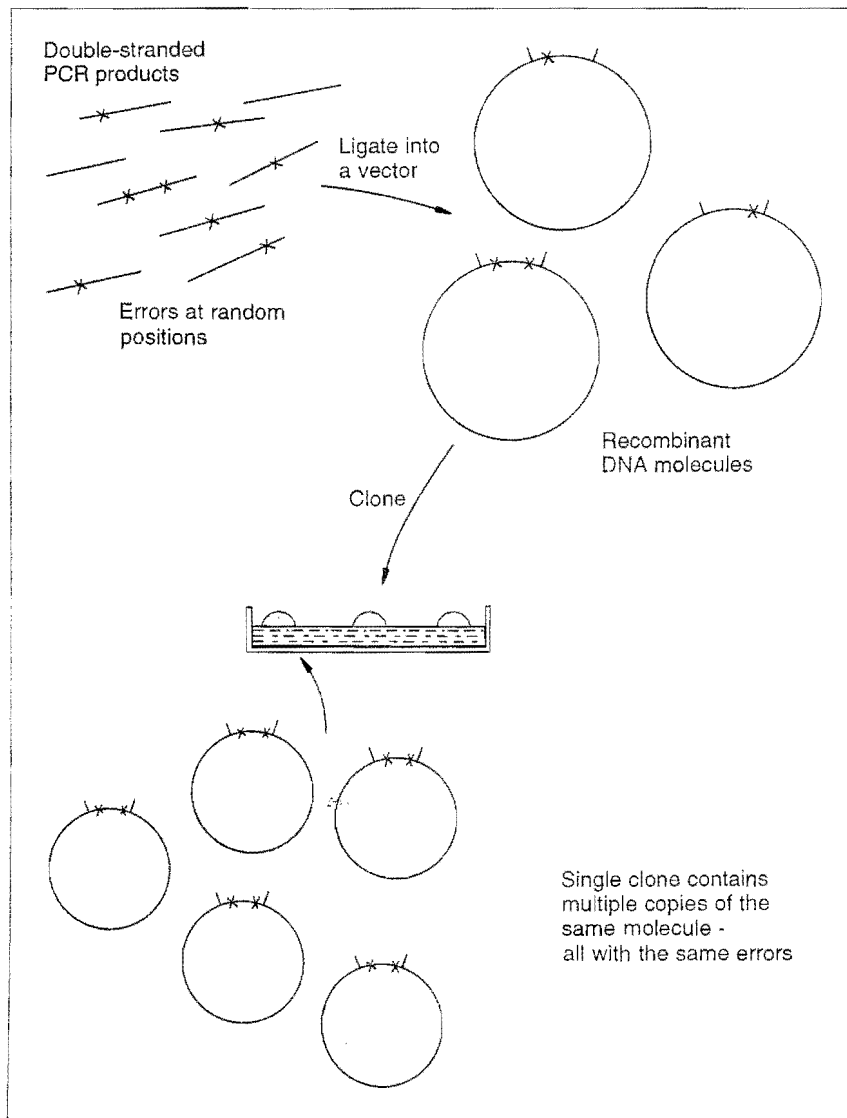 Double-stranded
PCR products
Ligate into
a vector
Errors at random
positions
Recombinant
DNA molecules
Clone
Single clone contains
multiple copies of the
same molecule -
all with the same errors